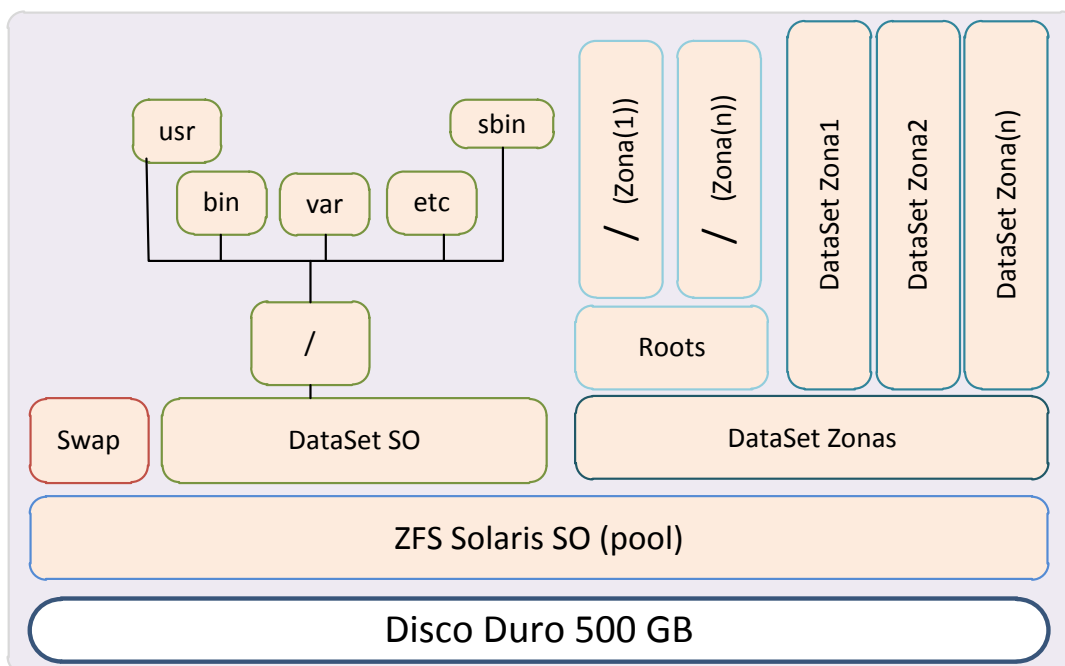 usr
sbin
bin
var
etc
/
/ (Zona(1))
/ (Zona(n))
DataSet Zona1
DataSet Zona2
DataSet Zona(n)
Roots
Swap
DataSet SO
DataSet Zonas
ZFS Solaris SO (pool)
Disco Duro 500 GB